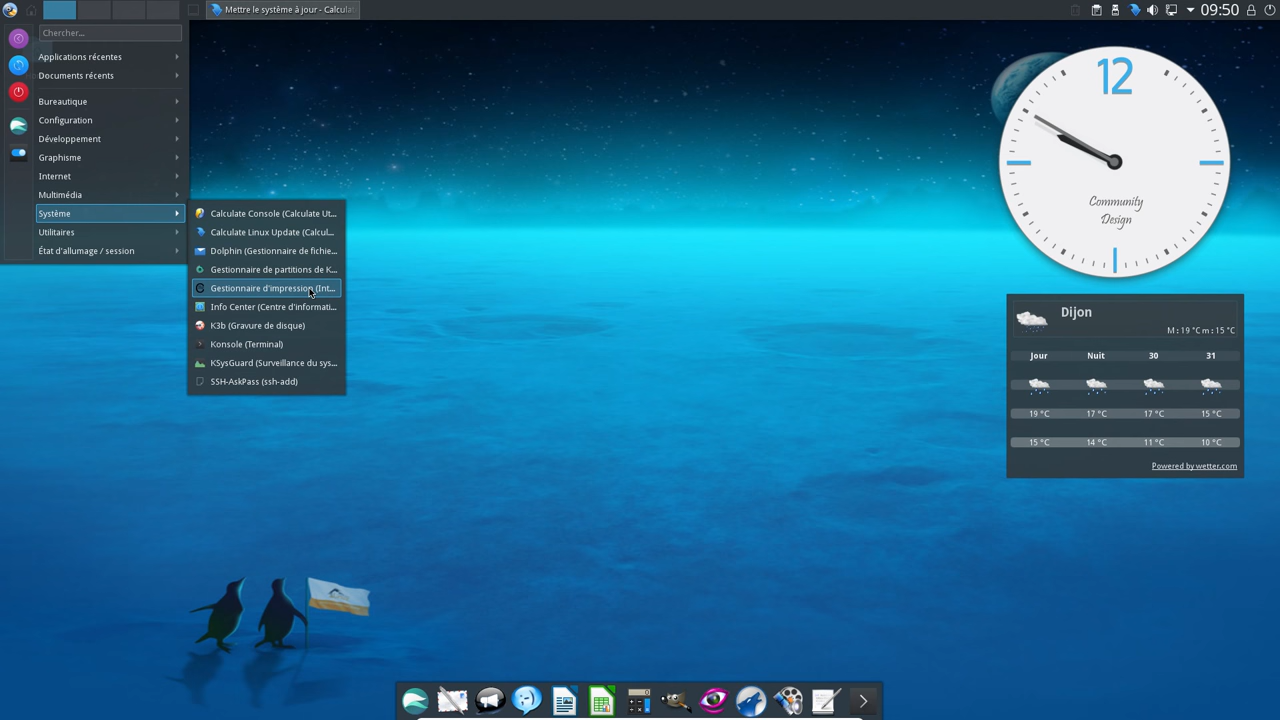 Mettre le système à jour - Calculat
09:50
Chercher...
Applications récentes
Documents récents
Bureautique
Configuration
Développement
Graphisme
Internet
Multimédia
Système
Utilitaires
État d'allumage / session
Calculate Console (Calculate Ut...
Calculate Linux Update (Calcul...
Dolphin (Gestionnaire de fichie...
Gestionnaire de partitions de K...
Gestionnaire d'impression (Int...
Info Center (Centre d'informati...
K3b (Gravure de disque)
Konsole (Terminal)
KSysGuard (Surveillance du sys...
SSH-AskPass (ssh-add)
12
Community
Design
Dijon
M : 19 °C m : 15 °C
Jour Nuit 30 31
19 °C 17 °C 17 °C 15 °C
15 °C 14 °C 11 °C 10 °C
Powered by wetter.com